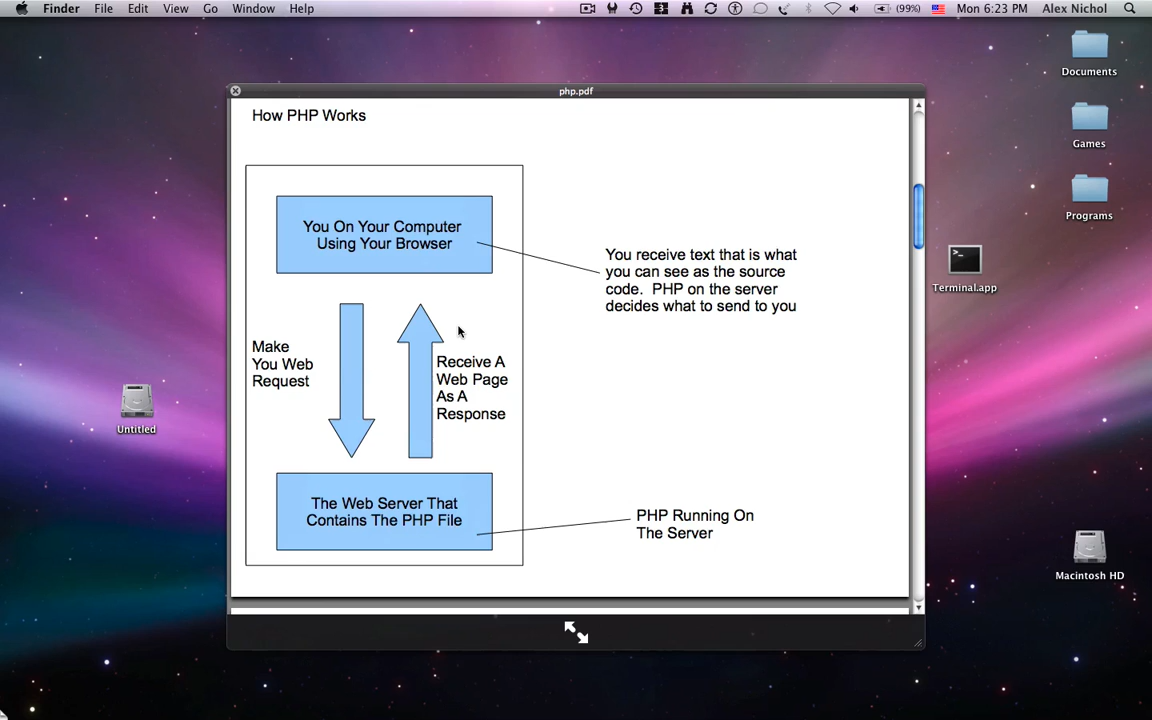 Finder File Edit View Go Window Help (99%) Mon 6:23 PM Alex Nichol
Documents
Games
Programs
>_
Terminal.app
Untitled
Macintosh HD
php.pdf
How PHP Works
You On Your Computer
Using Your Browser
You receive text that is what
you can see as the source
code. PHP on the server
decides what to send to you
Make
You Web
Request
Receive A
Web Page
As A
Response
The Web Server That
Contains The PHP File
PHP Running On
The Server